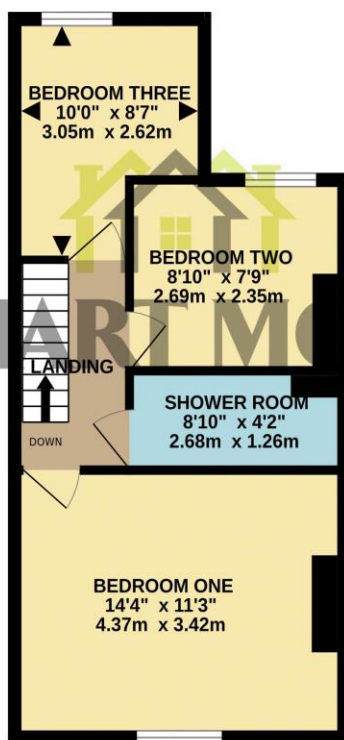 BEDROOM THREE
10'0" x 8'7"
3.05m x 2.62m
BEDROOM TWO
8'10" x 7'9"
2.69m x 2.35m
ART MO
LANDING
SHOWER ROOM
8'10" x 4'2"
2.68m x 1.26m
DOWN
BEDROOM ONE
14'4" x 11'3"
4.37m x 3.42m